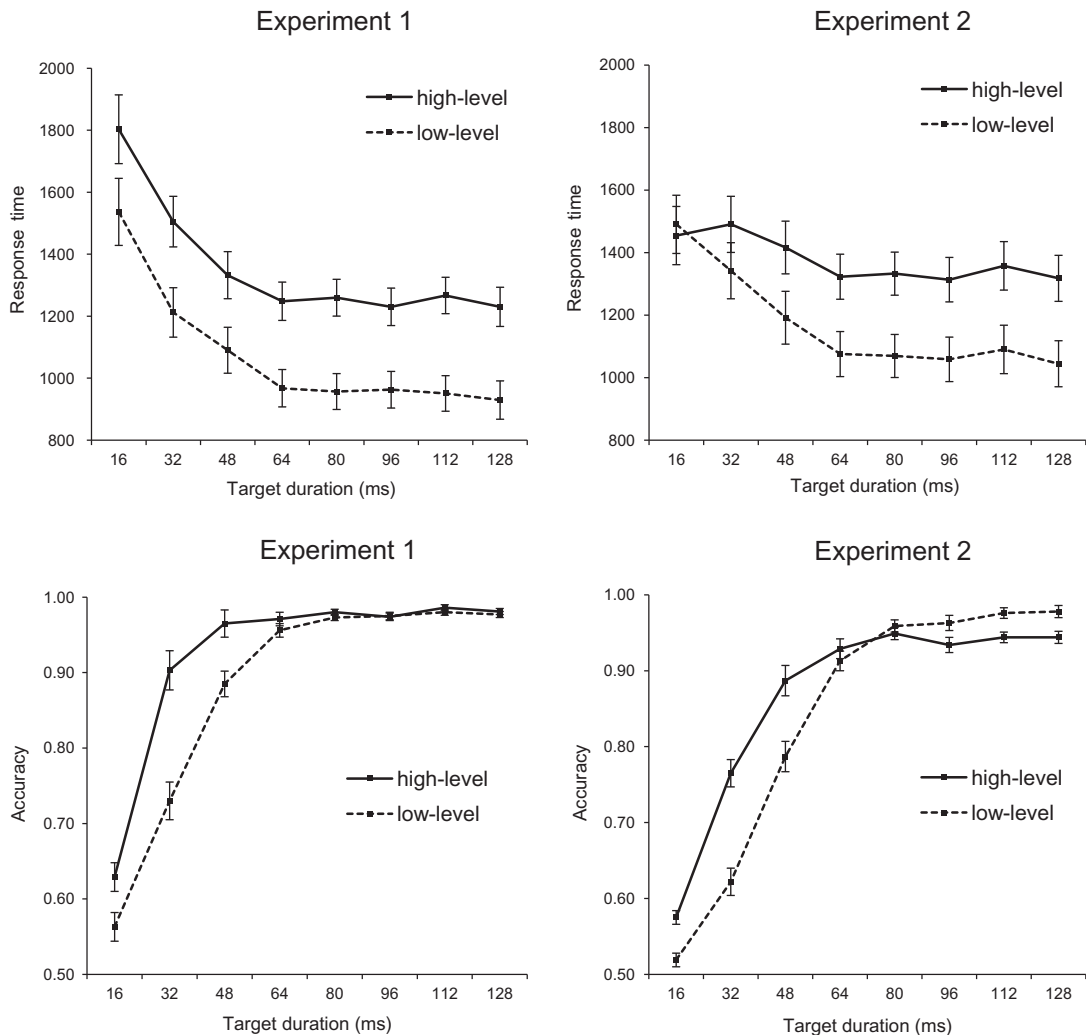 Experiment 1
2000
1800
1600
1400
1200
1000
800
Response time
high-level
low-level
16 32 48 64 80 96 112 128
Target duration (ms)
Experiment 2
2000
1800
1600
1400
1200
1000
800
Response time
high-level
low-level
16 32 48 64 80 96 112 128
Target duration (ms)
Experiment 1
1.00
0.90
0.80
0.70
0.60
0.50
Accuracy
high-level
low-level
16 32 48 64 80 96 112 128
Target duration (ms)
Experiment 2
1.00
0.90
0.80
0.70
0.60
0.50
Accuracy
high-level
low-level
16 32 48 64 80 96 112 128
Target duration (ms)